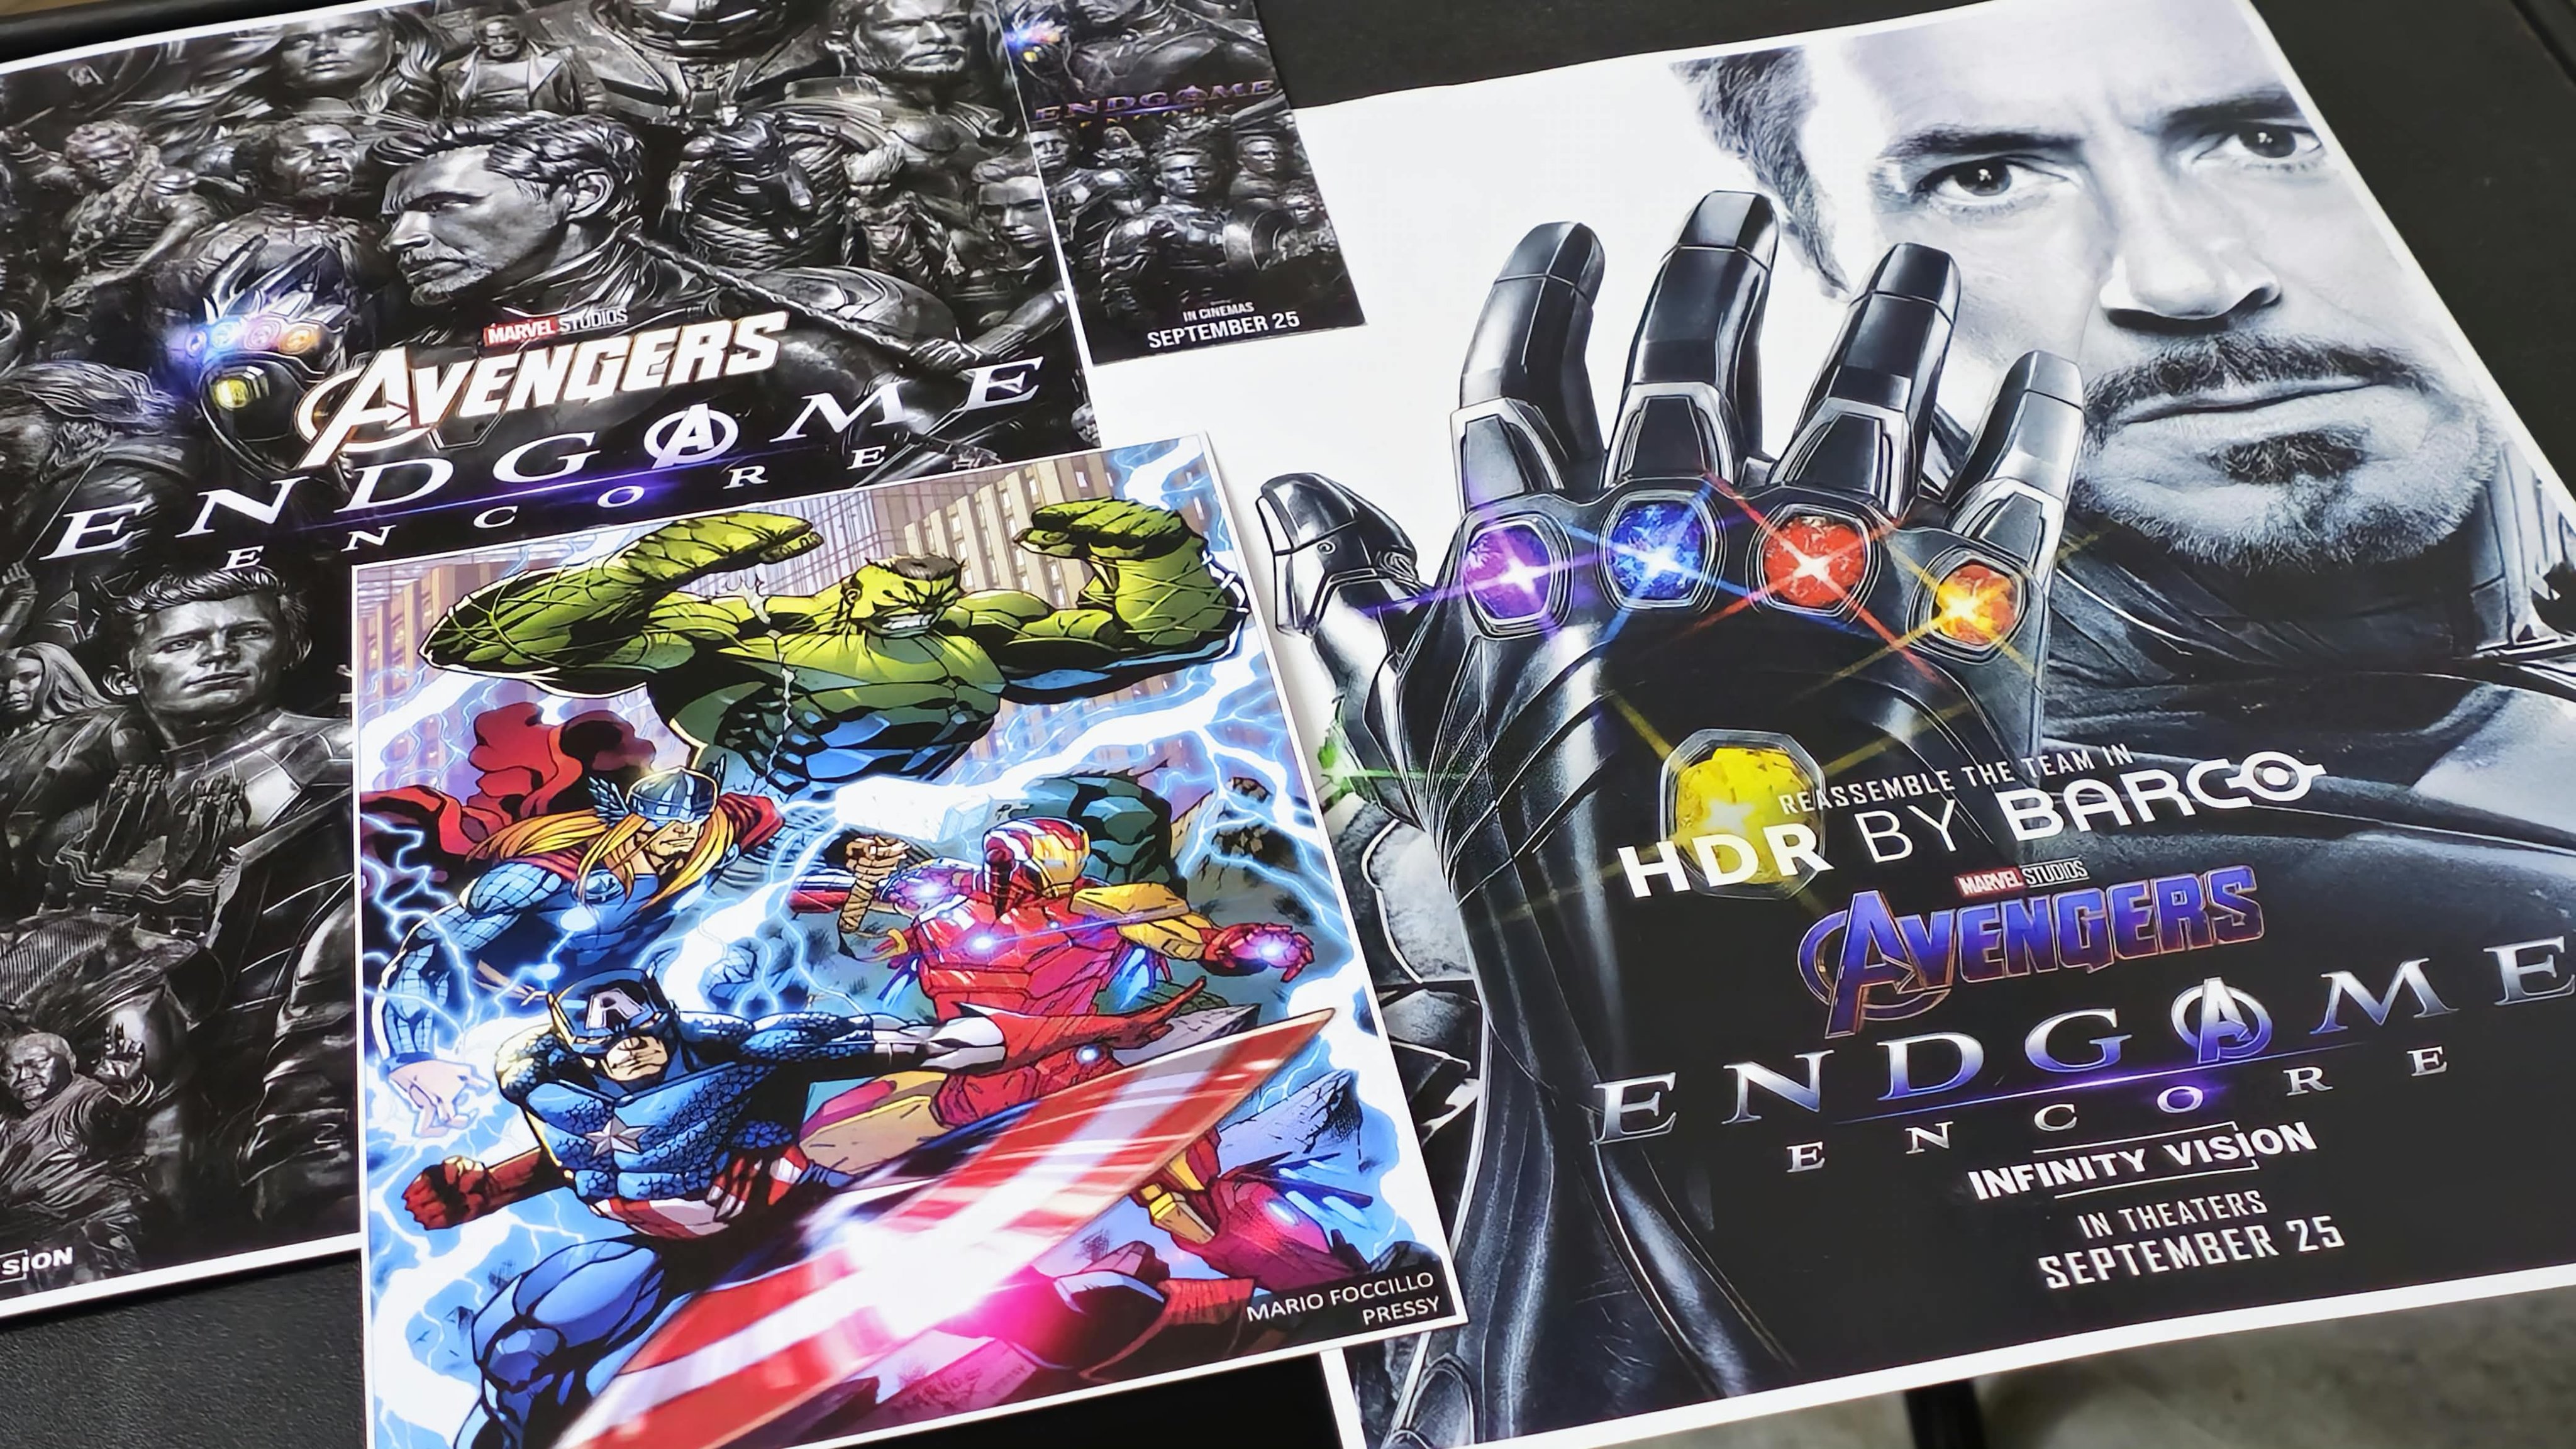 MARVEL STUDIOS
AVENGERS
ENDGAME
ENCORE
SION
ENDGAME
ENCORE
IN CINEMAS
SEPTEMBER 25
A
MARIO FOCCILLO
PRESSY
REASSEMBLE THE TEAM IN
HDR BY BARCO
MARVEL STUDIOS
AVENGERS
ENDGAME
ENCORE
INFINITY VISION
IN THEATERS
SEPTEMBER 25